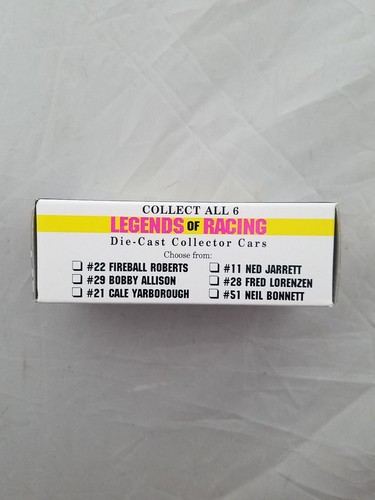 COLLECT ALL 6
LEGENDS OF RACING
Die-Cast Collector Cars
Choose from:
#22 FIREBALL ROBERTS
#29 BOBBY ALLISON
#21 CALE YARBOROUGH
#11 NED JARRETT
#28 FRED LORENZEN
#51 NEIL BONNETT